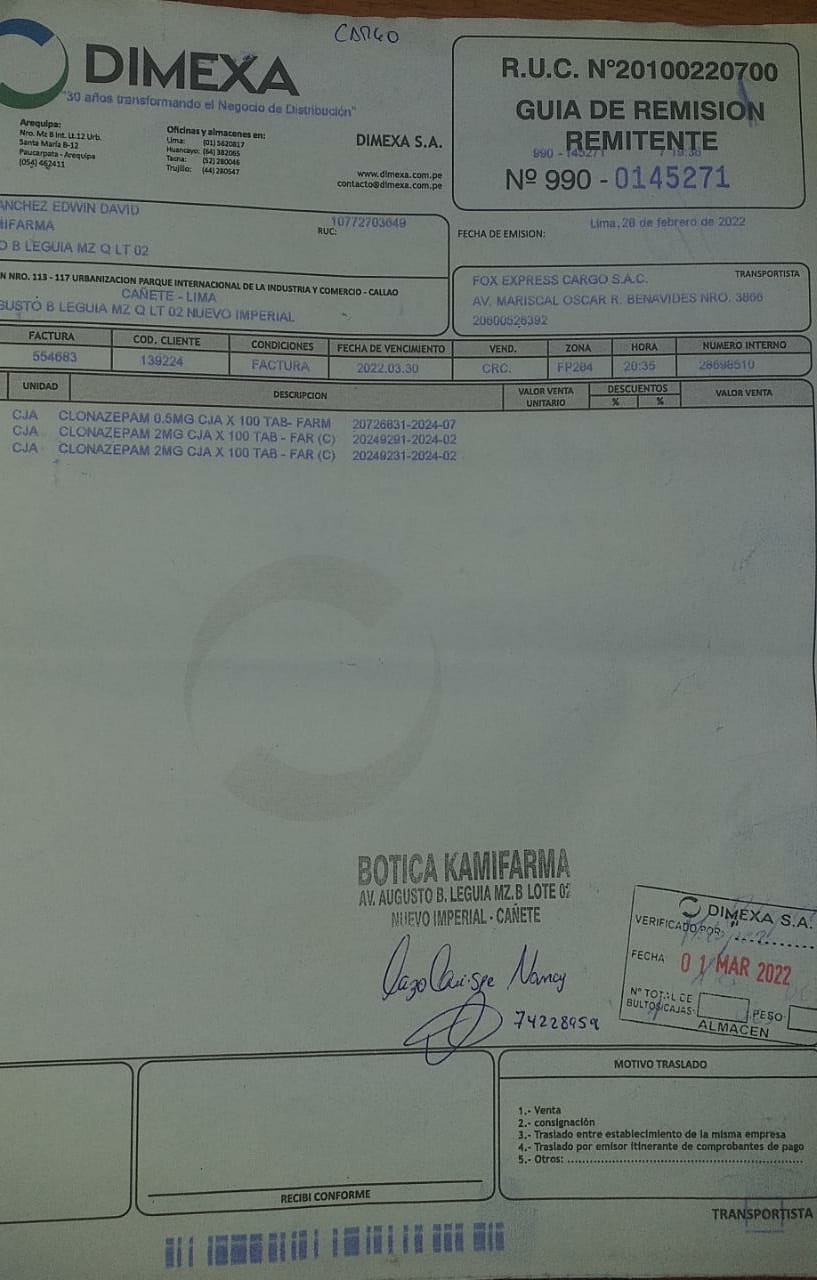 CARGO
DIMEXA
"30 años transformando el Negocio de Distribución"
Arequipa:
Nro. Mz B Int. Lt.12 Urb.
Santa María B-12
Paucarpata - Arequipa
(054) 462411
Oficinas y almacenes en:
Lima: (01) 5620817
Huancayo: (64) 382065
Tacna: (52) 280046
Trujillo: (44) 280547
DIMEXA S.A.
www.dimexa.com.pe
contacto@dimexa.com.pe
R.U.C. N°20100220700
GUIA DE REMISION
REMITENTE
990 - 145271
Nº 990 - 0145271
ANCHEZ EDWIN DAVID
MIFARMA
O B LEGUIA MZ Q LT 02
RUC: 10772703649
FECHA DE EMISION: Lima, 28 de febrero de 2022
N NRO. 113 - 117 URBANIZACION PARQUE INTERNACIONAL DE LA INDUSTRIA Y COMERCIO - CALLAO
CAÑETE - LIMA
GUSTO B LEGUIA MZ Q LT 02 NUEVO IMPERIAL
TRANSPORTISTA
FOX EXPRESS CARGO S.A.C.
AV. MARISCAL OSCAR R. BENAVIDES NRO. 3866
20600526392
FACTURA COD. CLIENTE CONDICIONES FECHA DE VENCIMIENTO VEND. ZONA HORA NUMERO INTERNO
554683 139224 FACTURA 2022.03.30 CRC. FP284 20:35 28698510
UNIDAD DESCRIPCION VALOR VENTA UNITARIO DESCUENTOS % % VALOR VENTA
CJA CLONAZEPAM 0.5MG CJA X 100 TAB- FARM 20726831-2024-07
CJA CLONAZEPAM 2MG CJA X 100 TAB - FAR (C) 20249291-2024-02
CJA CLONAZEPAM 2MG CJA X 100 TAB - FAR (C) 20249231-2024-02
BOTICA KAMIFARMA
AV. AUGUSTO B. LEGUIA MZ. B LOTE 02
NUEVO IMPERIAL - CAÑETE
Nancy
74228959
DIMEXA S.A.
VERIFICADO POR:
FECHA 01 MAR 2022
Nº TOTAL DE
BULTOS/CAJAS: PESO
ALMACEN
RECIBI CONFORME
MOTIVO TRASLADO
1.- Venta
2.- consignación
3.- Traslado entre establecimiento de la misma empresa
4.- Traslado por emisor itinerante de comprobantes de pago
5.- Otros:
TRANSPORTISTA